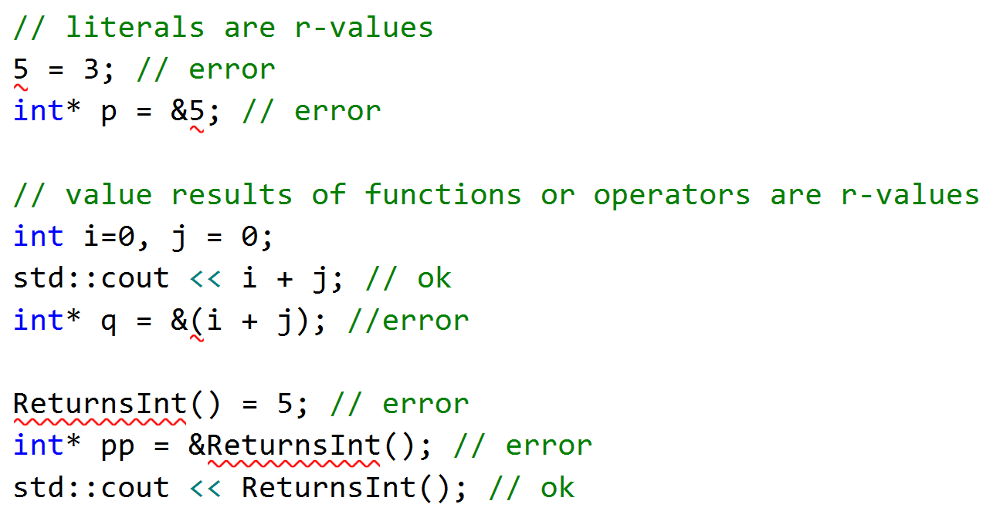 // literals are r-values
5 = 3; // error
int* p = &5; // error
// value results of functions or operators are r-values
int i=0, j = 0;
std::cout << i + j; // ok
int* q = &(i + j); //error
ReturnsInt() = 5; // error
int* pp = &ReturnsInt(); // error
std::cout << ReturnsInt(); // ok